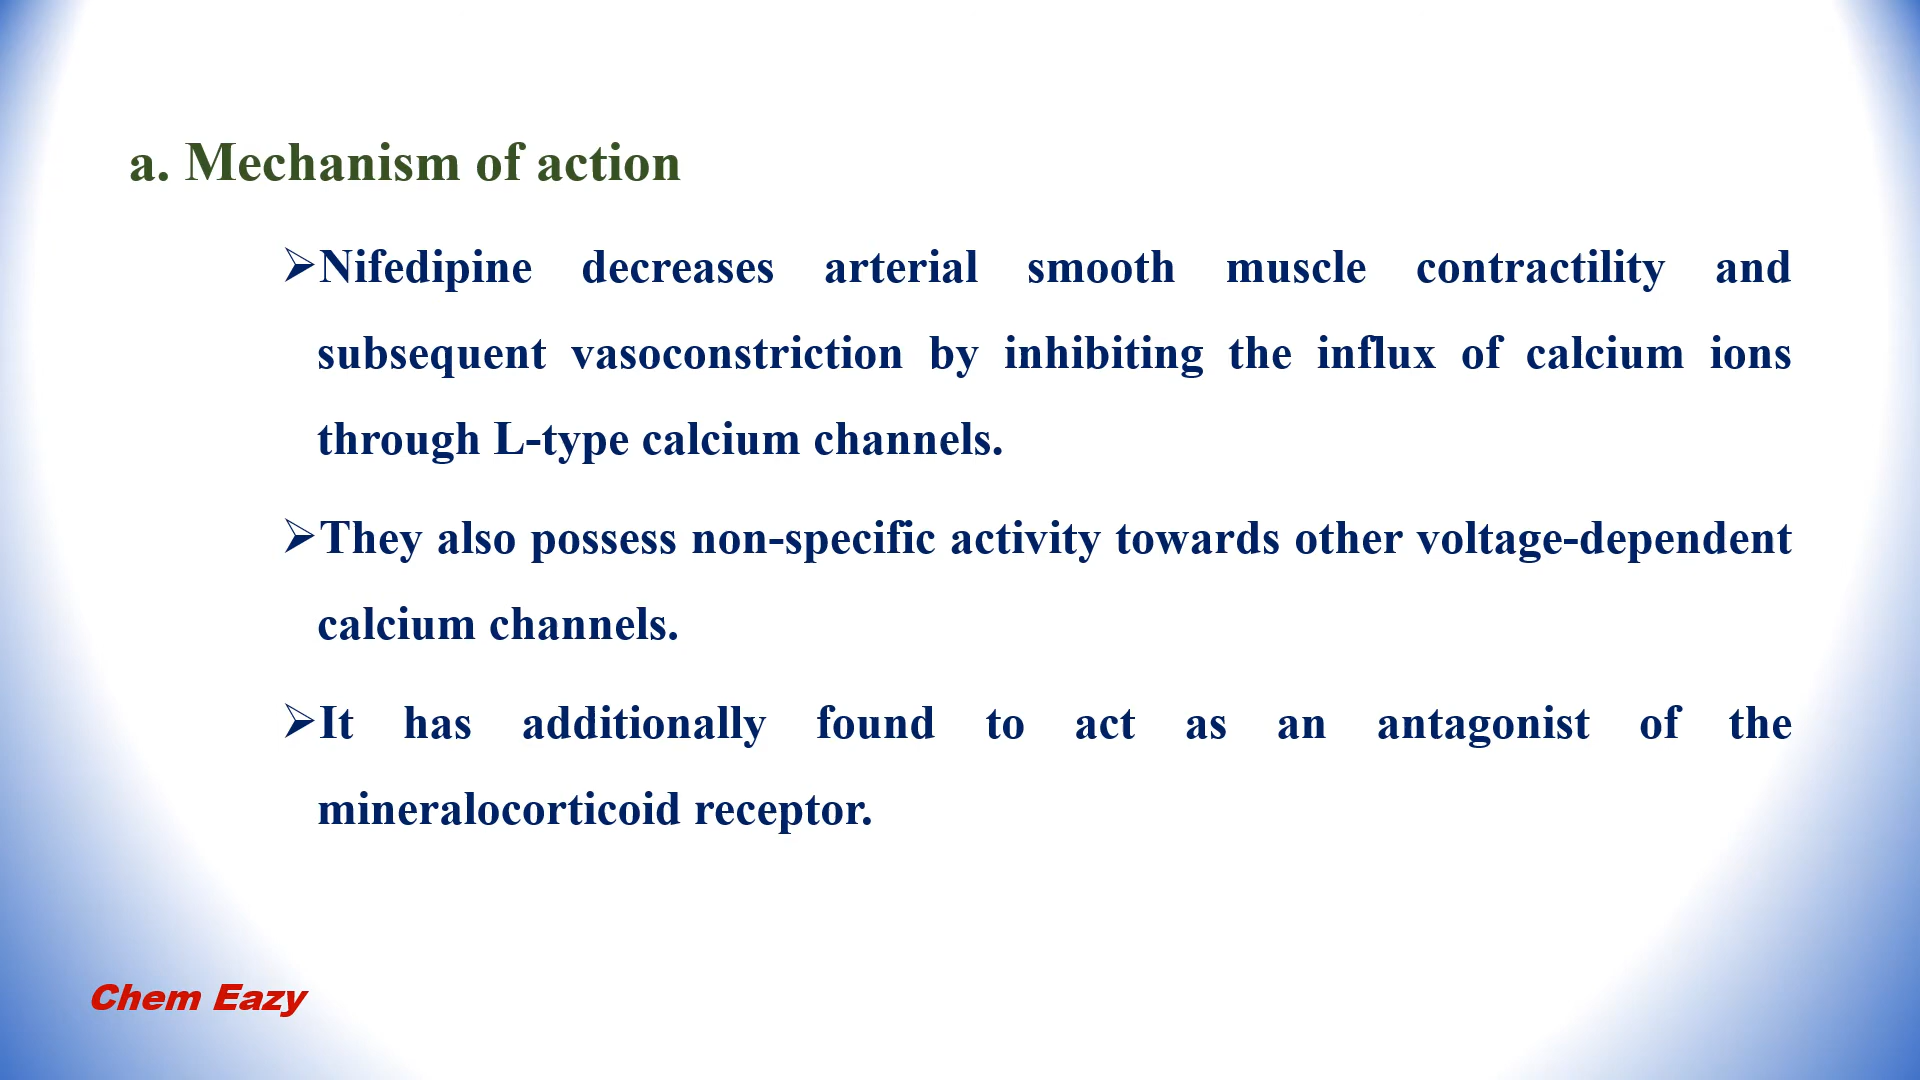 a. Mechanism of action
➢Nifedipine decreases arterial smooth muscle contractility and
subsequent vasoconstriction by inhibiting the influx of calcium ions
through L-type calcium channels.
➢They also possess non-specific activity towards other voltage-dependent
calcium channels.
➢It has additionally found to act as an antagonist of the
mineralocorticoid receptor.
Chem Eazy